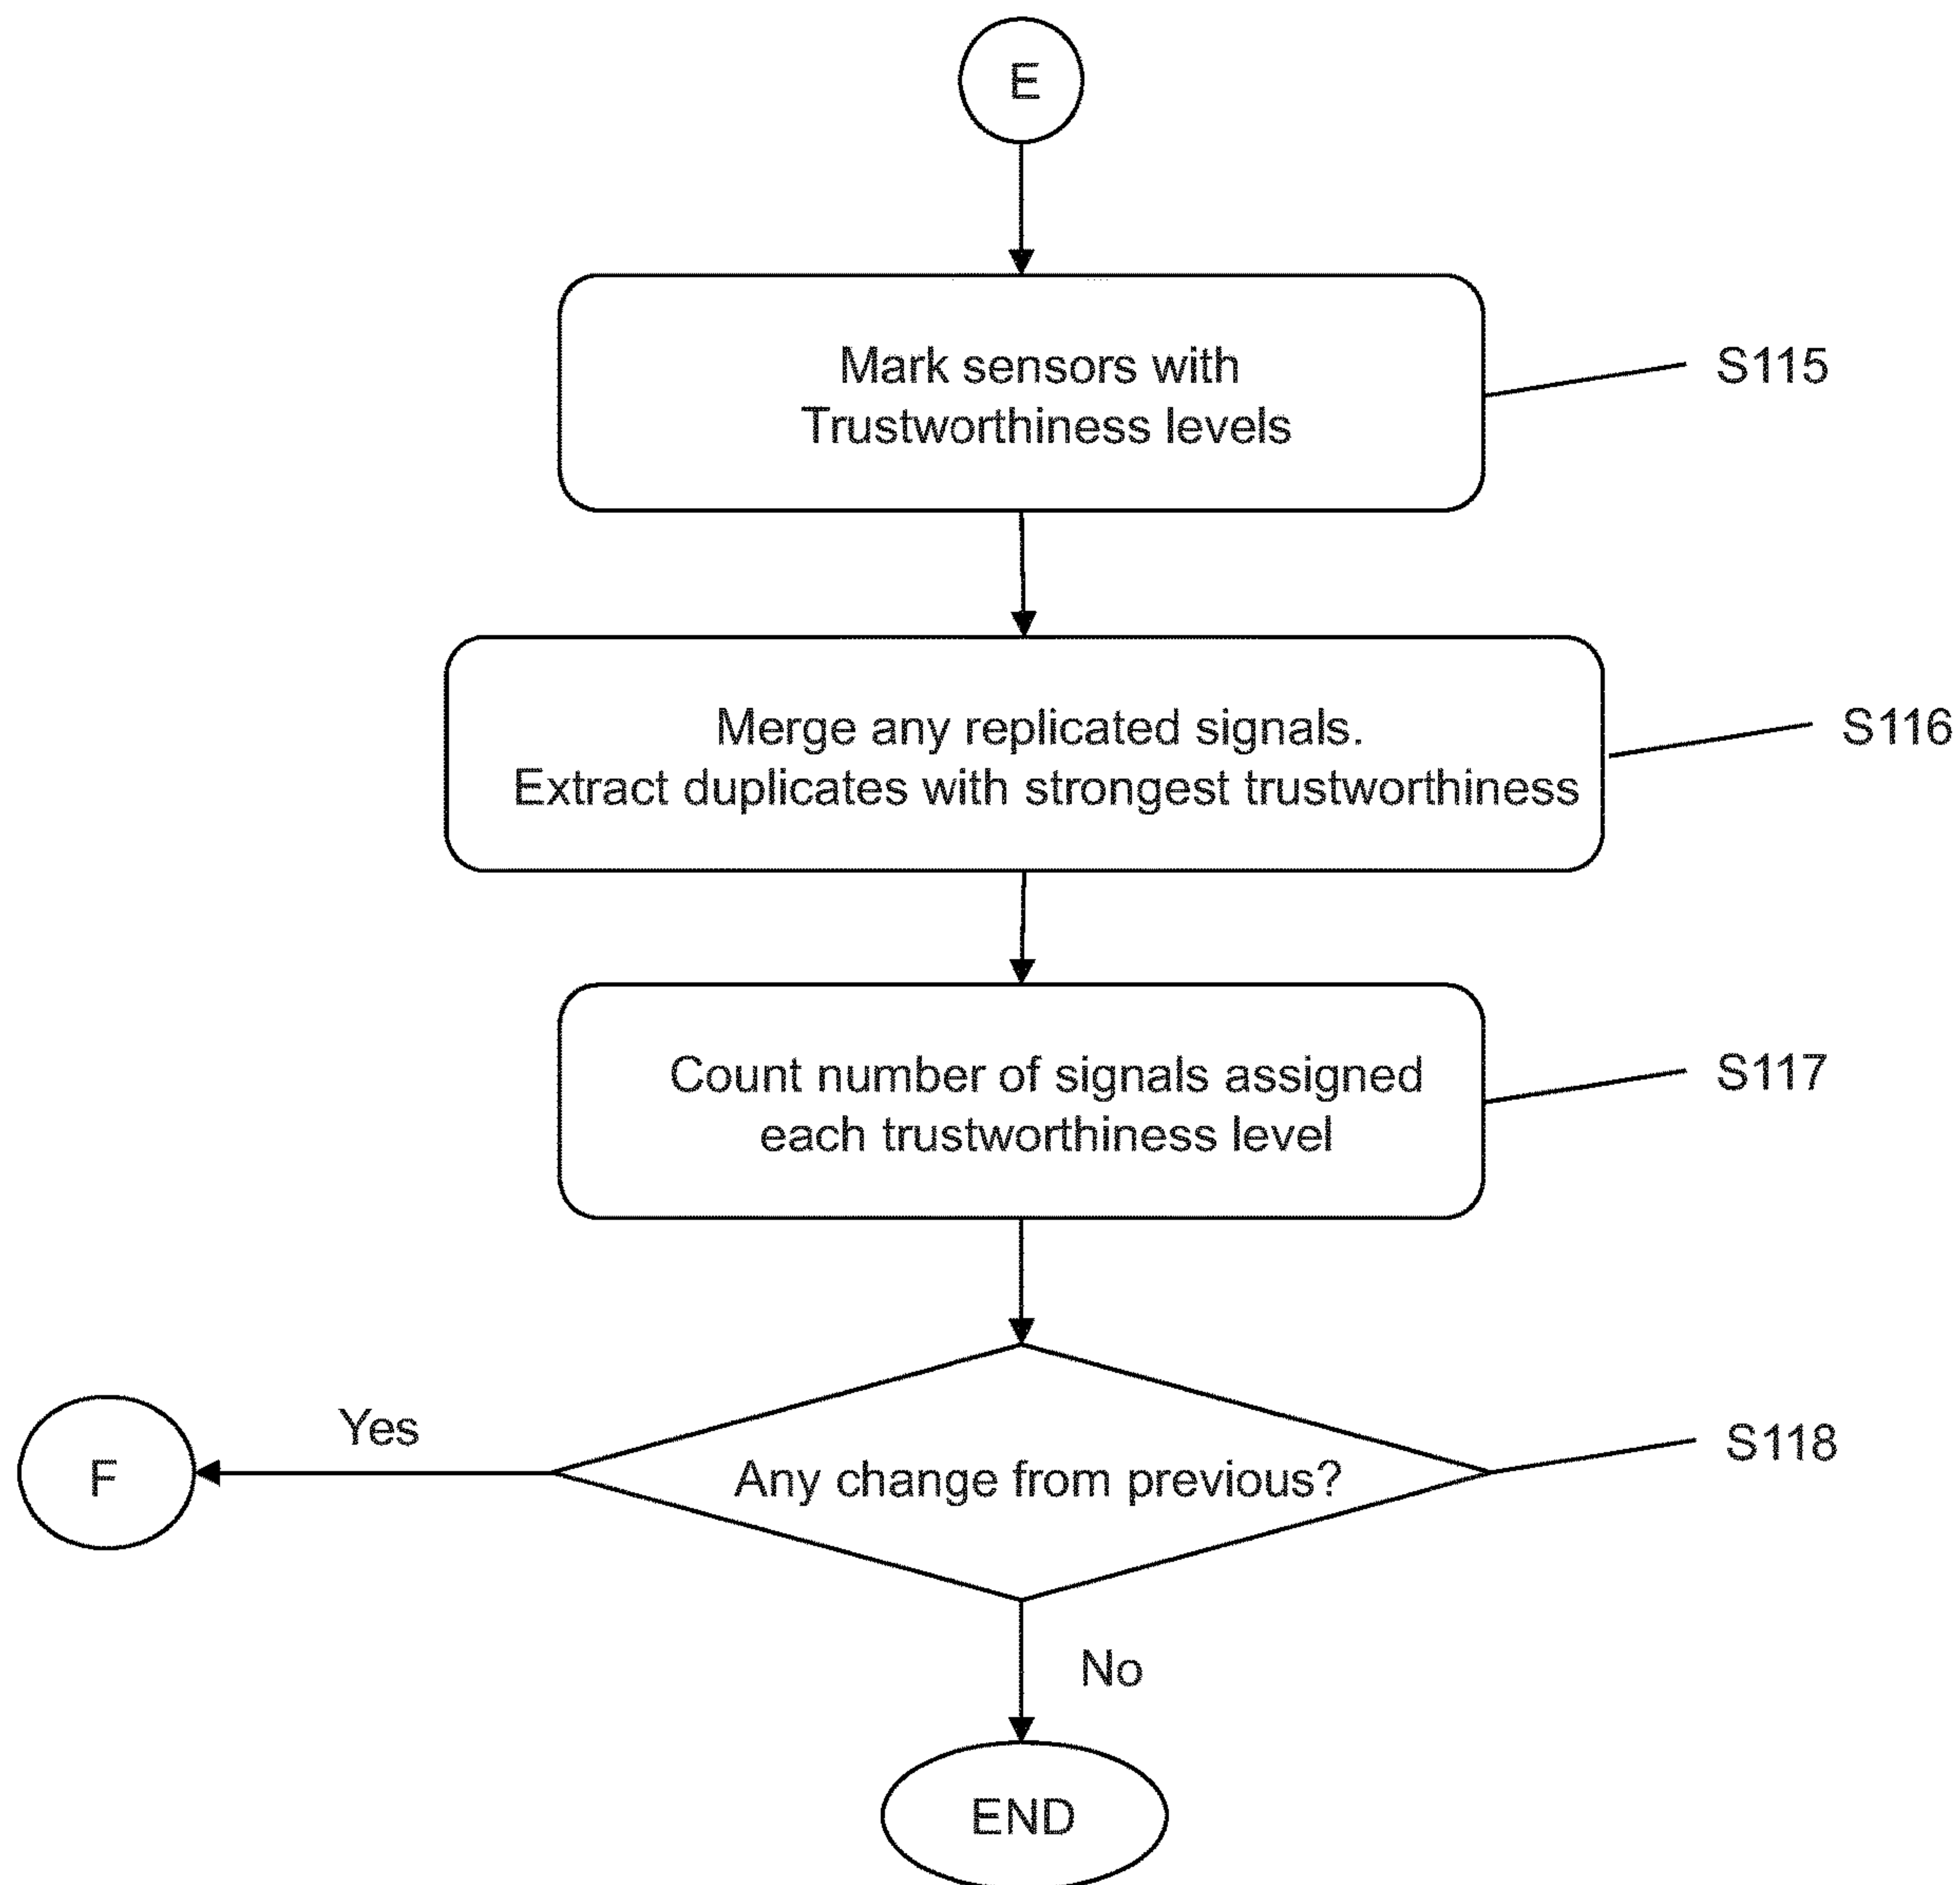 E
Mark sensors with
Trustworthiness levels
S115
Merge any replicated signals.
Extract duplicates with strongest trustworthiness
S116
Count number of signals assigned
each trustworthiness level
S117
Any change from previous?
S118
Yes
F
No
END